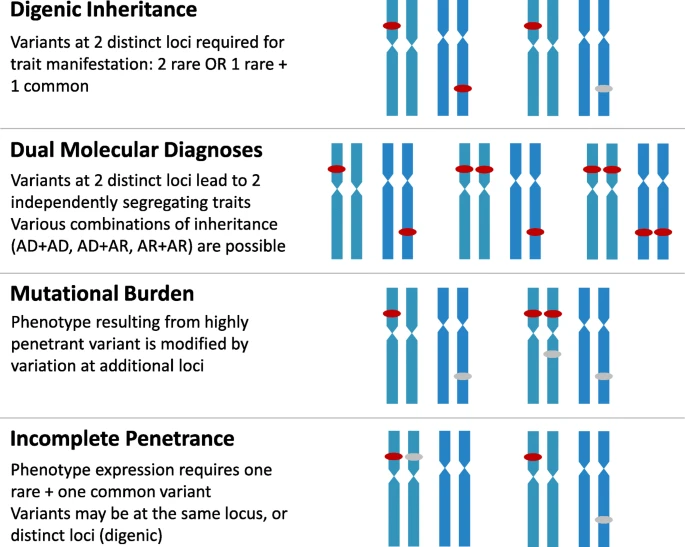 Digenic Inheritance
Variants at 2 distinct loci required for
trait manifestation: 2 rare OR 1 rare +
1 common
Dual Molecular Diagnoses
Variants at 2 distinct loci lead to 2
independently segregating traits
Various combinations of inheritance
(AD+AD, AD+AR, AR+AR) are possible
Mutational Burden
Phenotype resulting from highly
penetrant variant is modified by
variation at additional loci
Incomplete Penetrance
Phenotype expression requires one
rare + one common variant
Variants may be at the same locus, or
distinct loci (digenic)